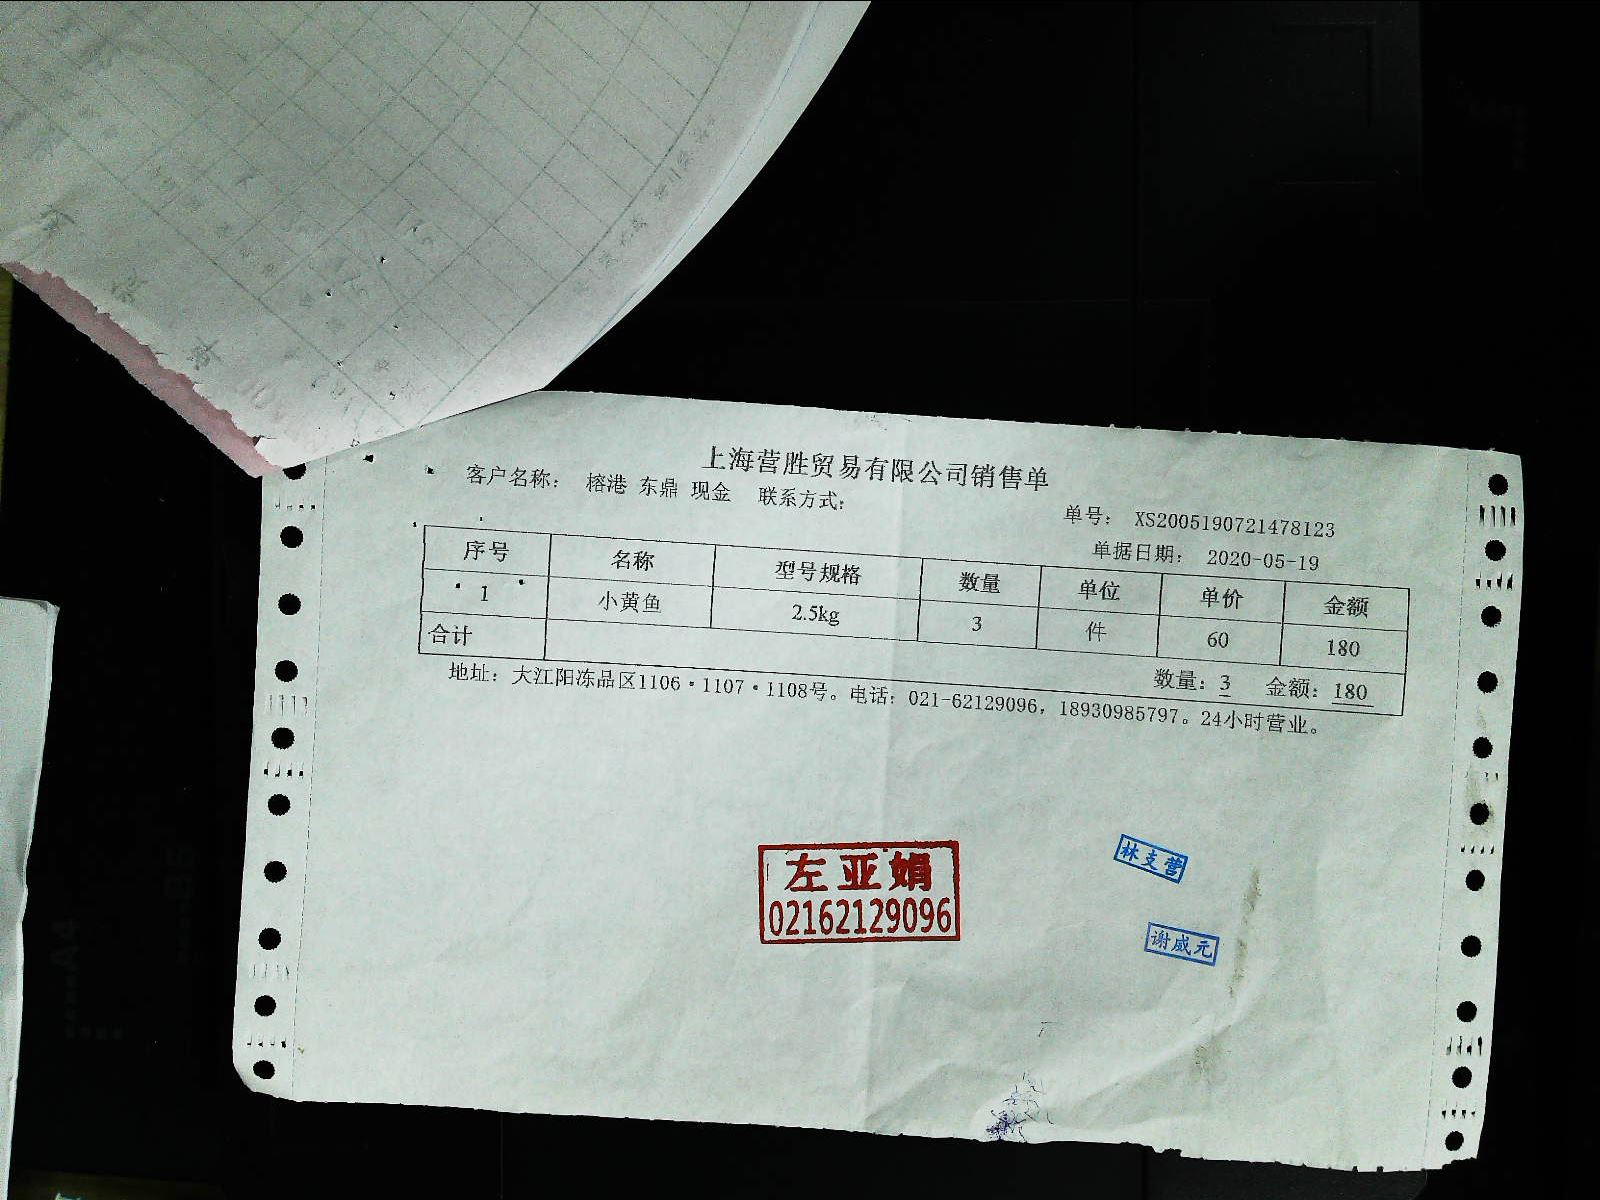 上海营胜贸易有限公司销售单
客户名称： 榕港 东鼎 现金 联系方式：
单号： XS2005190721478123
单据日期： 2020-05-19
序号 名称 型号规格 数量 单位 单价 金额
1 小黄鱼 2.5kg 3 件 60 180
合计 数量：3 金额：180
地址：大江阳冻品区1106·1107·1108号。电话：021-62129096，18930985797。24小时营业。
左亚娟
02162129096
林支营
谢威元